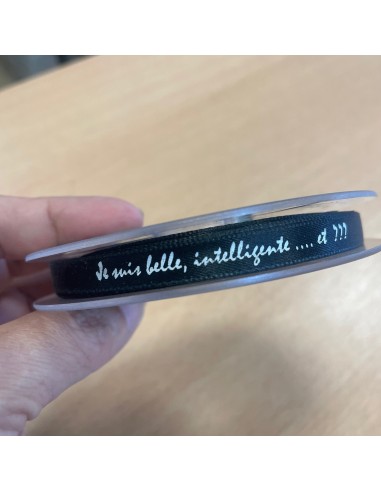 Je suis belle, intelligente .... et ???